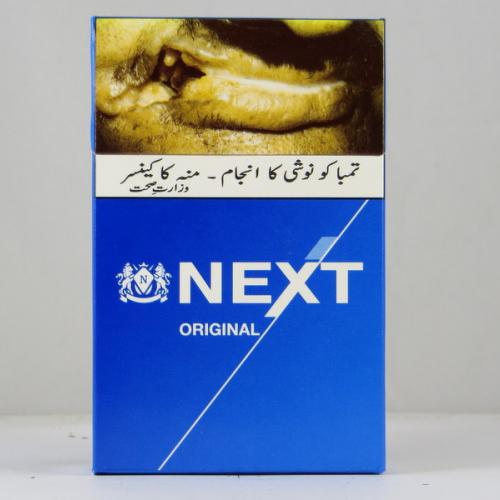 تمباکو نوشی کا انجام - منہ کا کینسر
وزارتِ صحت
N
NEXT
ORIGINAL